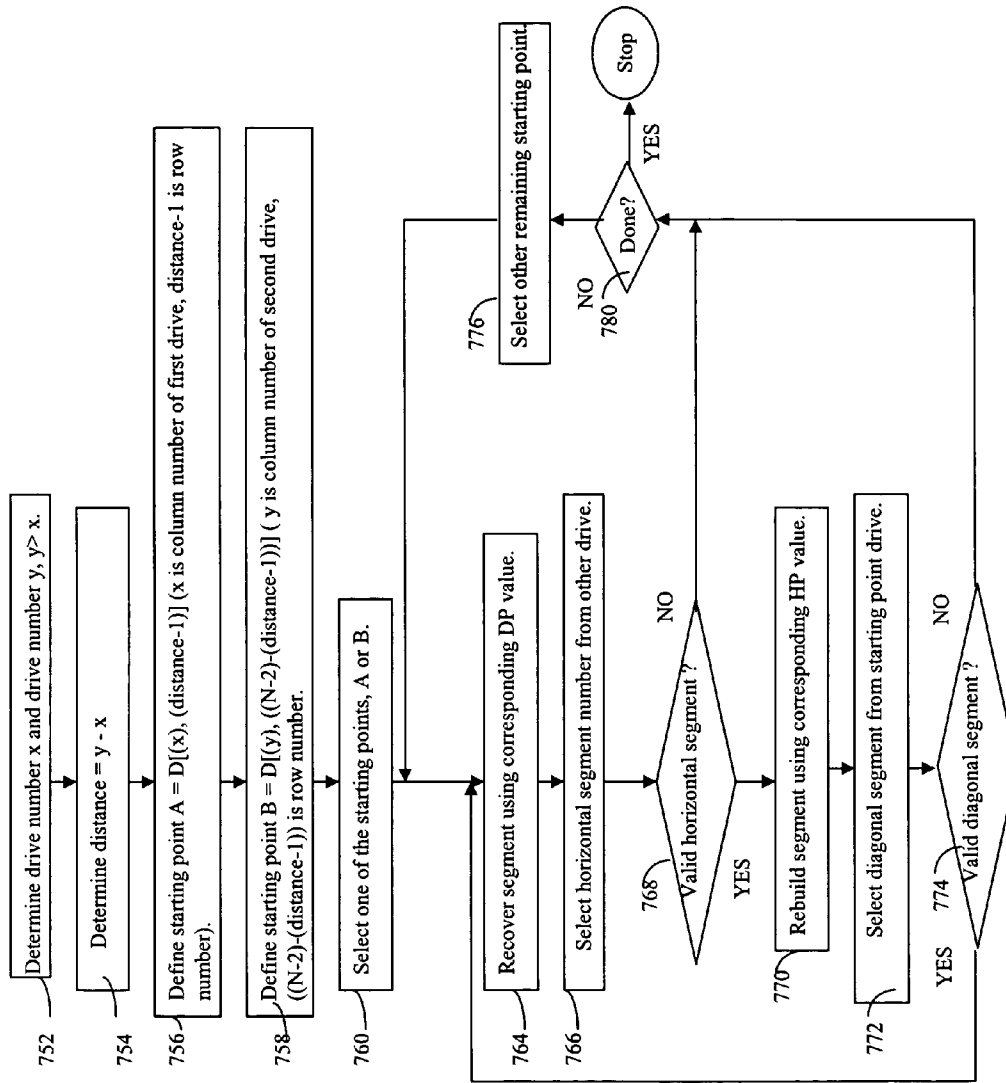 752
Determine drive number x and drive number y, y> x.
754
Determine distance = y - x
756
Define starting point A = D[(x), (distance-1)] (x is column number of first drive, distance-1 is row
number).
758
Define starting point B = D[(y), ((N-2)-(distance-1))] ( y is column number of second drive,
((N-2)-(distance-1)) is row number.
760
Select one of the starting points, A or B.
764
Recover segment using corresponding DP value.
766
Select horizontal segment number from other drive.
768
Valid horizontal segment ?
NO
YES
770
Rebuild segment using corresponding HP value.
772
Select diagonal segment from starting point drive.
774
Valid diagonal segment ?
YES
NO
776
Select other remaining starting point.
NO
780
Done?
YES
Stop